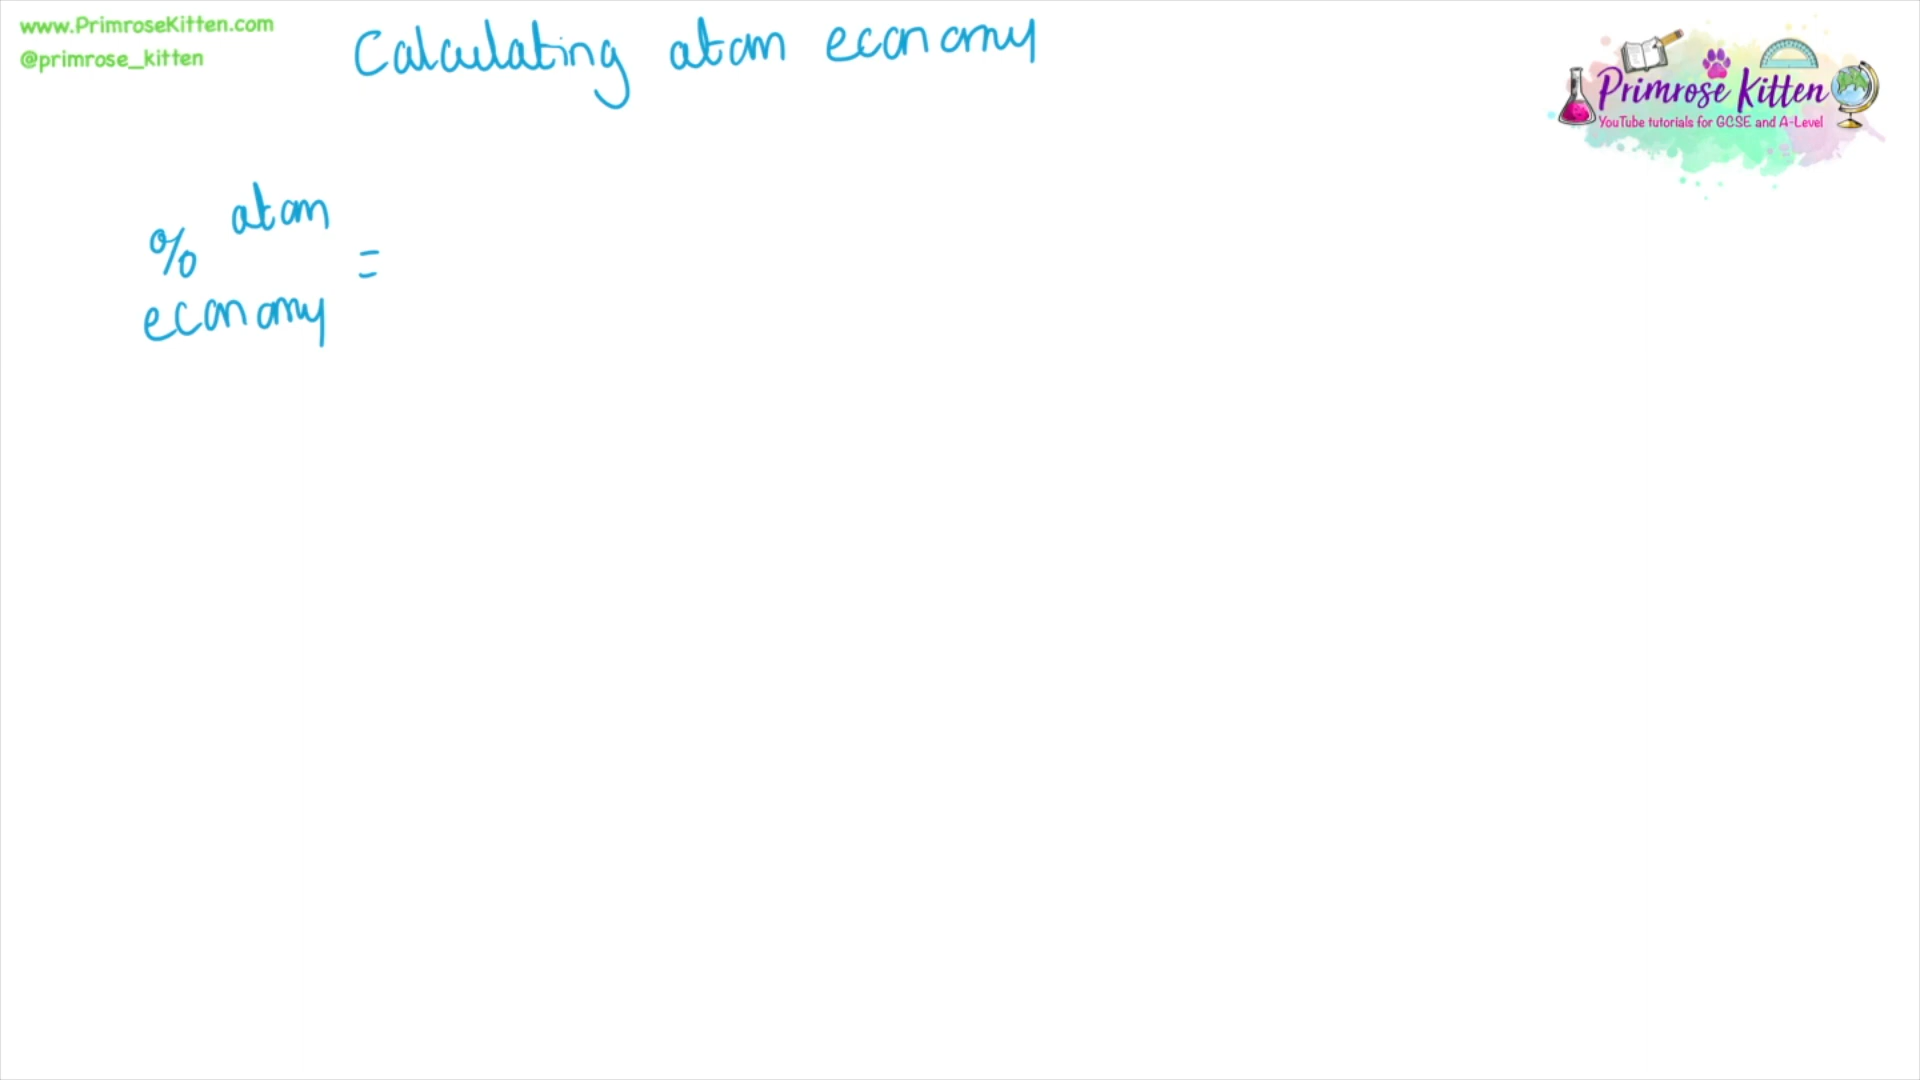 www.PrimroseKitten.com
@primrose_kitten
Calculating atom economy
Primrose Kitten
YouTube tutorials for GCSE and A-Level
% atom
economy =